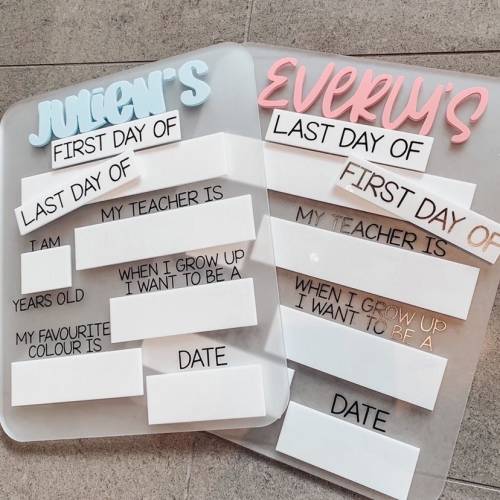 JULIEN'S
FIRST DAY OF
LAST DAY OF
MY TEACHER IS
I AM
YEARS OLD
WHEN I GROW UP
I WANT TO BE A
MY FAVOURITE
COLOUR IS
DATE
EVERLY'S
LAST DAY OF
FIRST DAY OF
MY TEACHER IS
WHEN I GROW UP
I WANT TO BE A
DATE